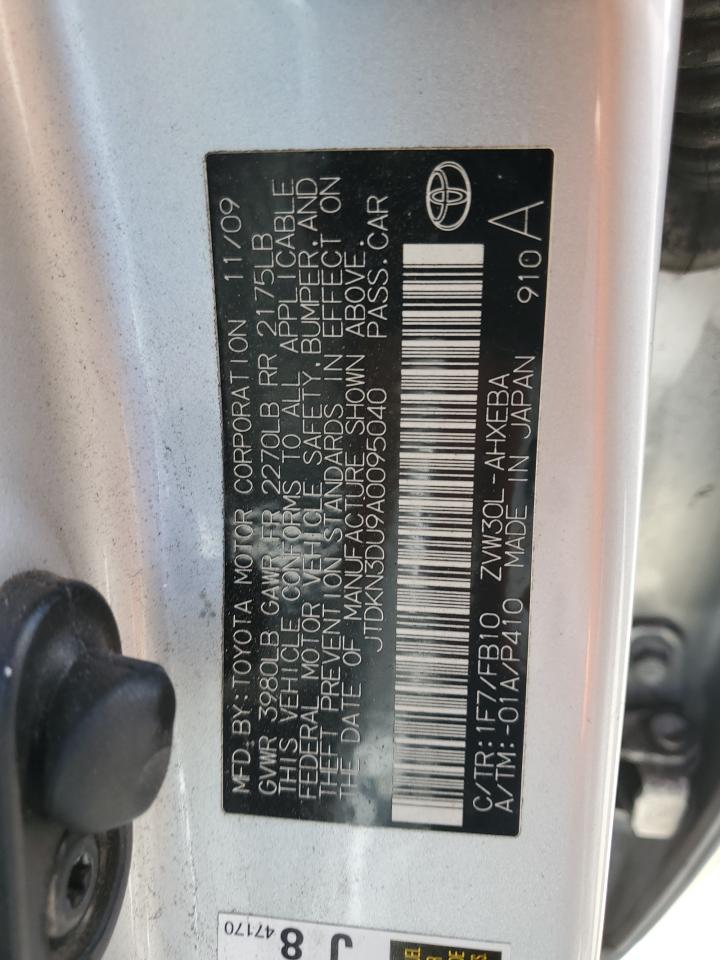 MFD.BY:TOYOTA MOTOR CORPORATION 11/09
GVWR 3980LB GAWR FR 2270LB RR 2175LB
THIS VEHICLE CONFORMS TO ALL APPLICABLE
FEDERAL MOTOR VEHICLE SAFETY,BUMPER,AND
THEFT PREVENTION STANDARDS IN EFFECT ON
THE DATE OF MANUFACTURE SHOWN ABOVE.
JTDKN3DU9A0095040 PASS.CAR
C/TR:1F7/FB10 ZVW30L-AHXEBA
A/TM:-01A/P410 MADE IN JAPAN 910 A
47170
J8